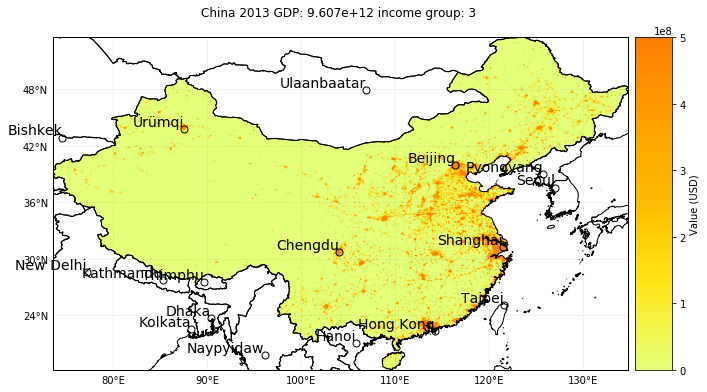 China 2013 GDP: 9.607e+12 income group: 3
1e8
5
48°N
Ulaanbaatar
4
Ürümqi
Bishkek
42°N
Beijing
Pyongyang
3
Seoul
36°N
Value (USD)
Chengdu
Shanghai
2
30°N
New Delhi
Kathmandu
Thimphu
Taipei
1
24°N
Dhaka
Kolkata
Hong Kong
Hanoi
Naypyidaw
0
80°E 90°E 100°E 110°E 120°E 130°E